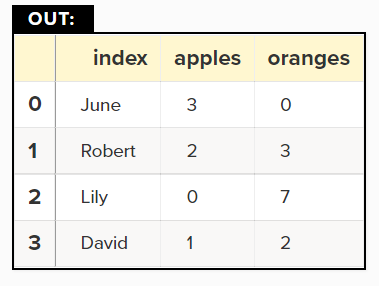 OUT:
index apples oranges
0 June 3 0
1 Robert 2 3
2 Lily 0 7
3 David 1 2